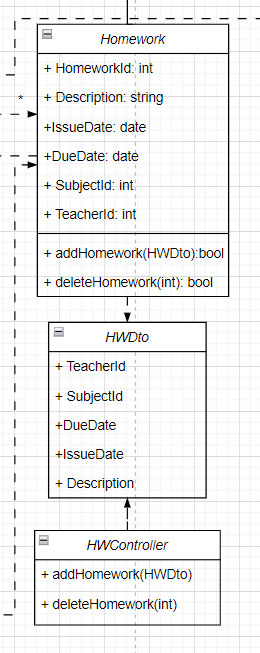 Homework
+ HomeworkId: int
*
+ Description: string
+IssueDate: date
+DueDate: date
+ SubjectId: int
+ TeacherId: int
+ addHomework(HWDto):bool
+ deleteHomework(int): bool
HWDto
+ TeacherId
+ SubjectId
+DueDate
+IssueDate
+ Description
HWController
+ addHomework(HWDto)
+ deleteHomework(int)